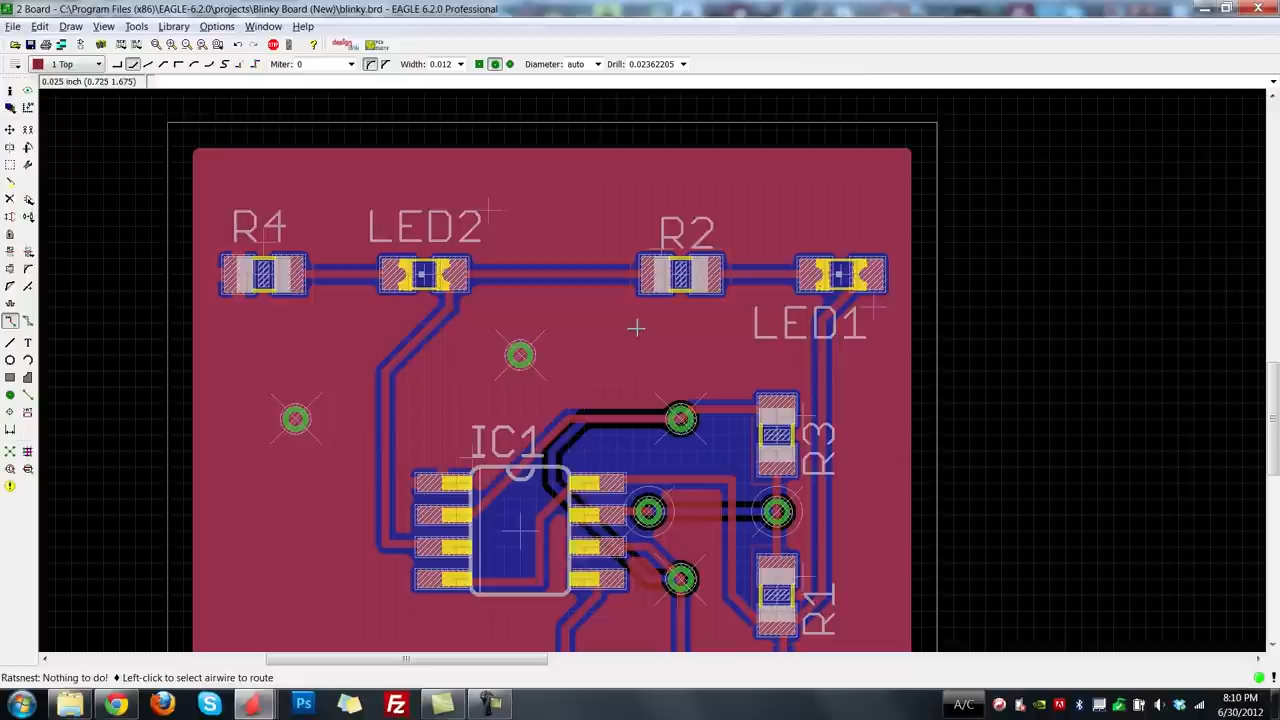 2 Board - C:\Program Files (x86)\EAGLE-6.2.0\projects\Blinky Board (New)\blinky.brd - EAGLE 6.2.0 Professional
File Edit Draw View Tools Library Options Window Help
1 Top Miter: 0 Width: 0.012 Diameter: auto Drill: 0.02362205
0.025 inch (0.725 1.675)
R4 LED2 R2
LED1
IC1 R3
R1
Ratsnest: Nothing to do! ♦ Left-click to select airwire to route
A/C 8:10 PM
6/30/2012